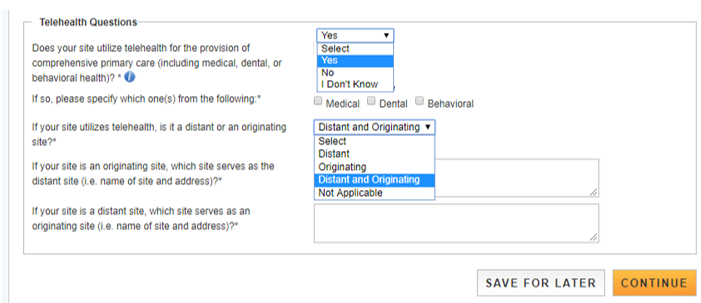 Telehealth Questions
Yes
Does your site utilize telehealth for the provision of
comprehensive primary care (including medical, dental, or
behavioral health)? *
Select
Yes
No
I Don't Know
If so, please specify which one(s) from the following:*
Medical Dental Behavioral
If your site utilizes telehealth, is it a distant or an originating
site?*
Distant and Originating
Select
Distant
Originating
Distant and Originating
Not Applicable
If your site is an originating site, which site serves as the
distant site (i.e. name of site and address)?*
If your site is a distant site, which site serves as an
originating site (i.e. name of site and address)?*
SAVE FOR LATER CONTINUE